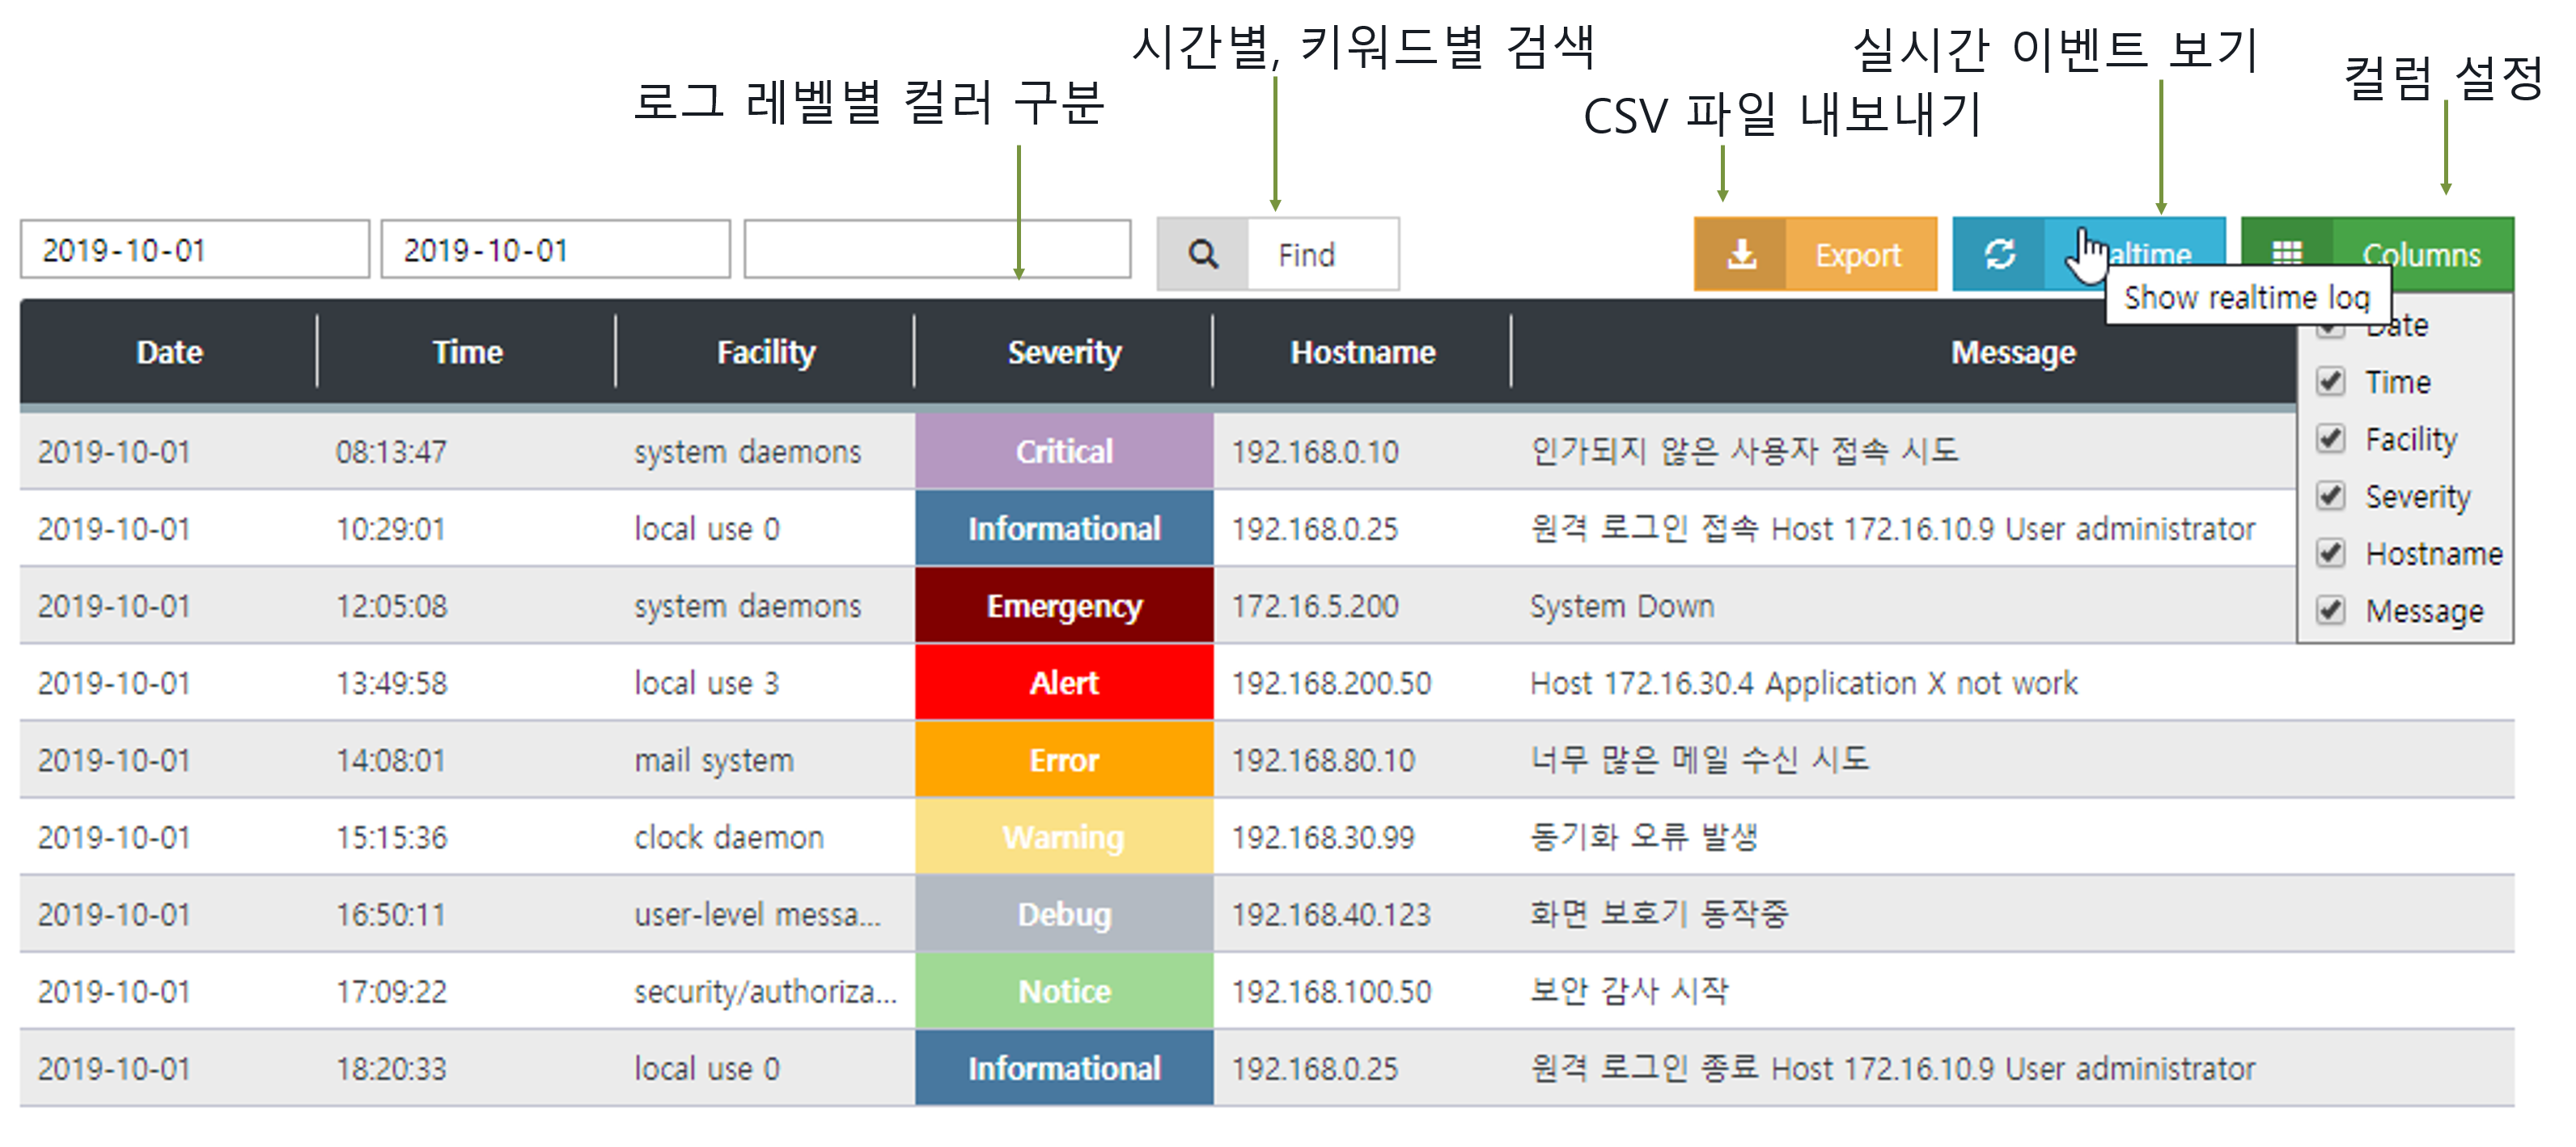 시간별, 키워드별 검색
실시간 이벤트 보기
컬럼 설정
로그 레벨별 컬러 구분
CSV 파일 내보내기
2019-10-01 2019-10-01 Find Export altime Columns
Show realtime log
Date Time Facility Severity Hostname Message
Date
Time
Facility
Severity
Hostname
Message
2019-10-01 08:13:47 system daemons Critical 192.168.0.10 인가되지 않은 사용자 접속 시도
2019-10-01 10:29:01 local use 0 Informational 192.168.0.25 원격 로그인 접속 Host 172.16.10.9 User administrator
2019-10-01 12:05:08 system daemons Emergency 172.16.5.200 System Down
2019-10-01 13:49:58 local use 3 Alert 192.168.200.50 Host 172.16.30.4 Application X not work
2019-10-01 14:08:01 mail system Error 192.168.80.10 너무 많은 메일 수신 시도
2019-10-01 15:15:36 clock daemon Warning 192.168.30.99 동기화 오류 발생
2019-10-01 16:50:11 user-level messa... Debug 192.168.40.123 화면 보호기 동작중
2019-10-01 17:09:22 security/authoriza... Notice 192.168.100.50 보안 감사 시작
2019-10-01 18:20:33 local use 0 Informational 192.168.0.25 원격 로그인 종료 Host 172.16.10.9 User administrator